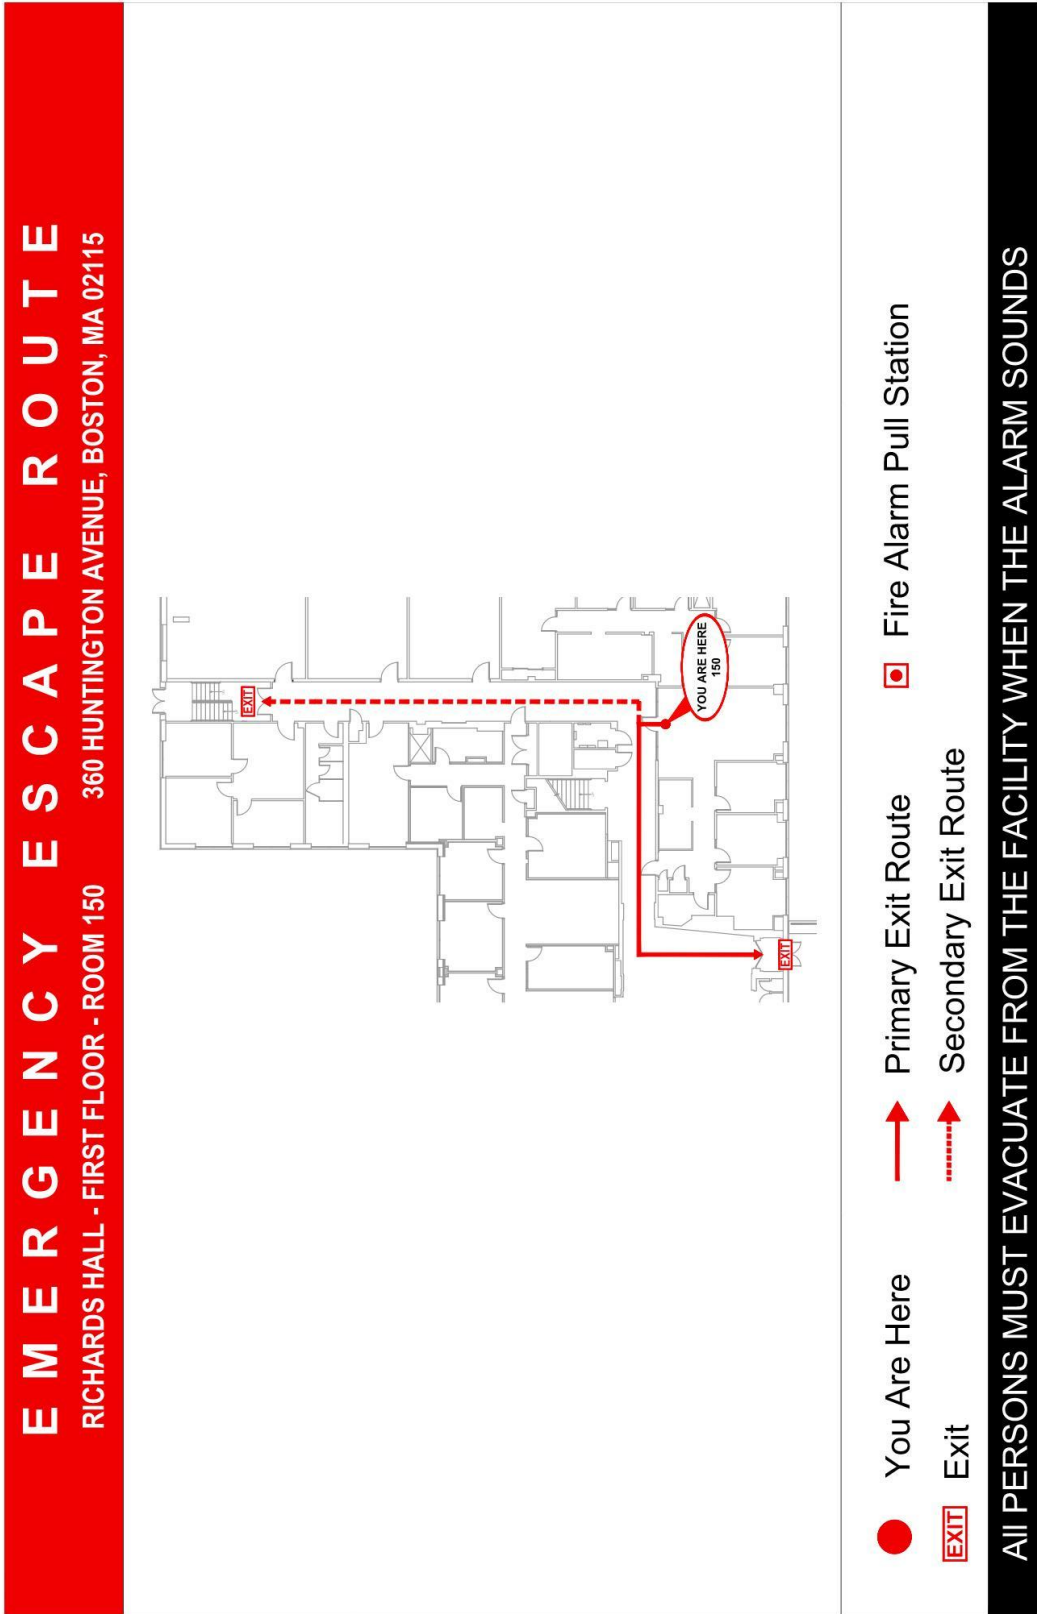 EMERGENCY ESCAPE ROUTE
RICHARDS HALL - FIRST FLOOR - ROOM 150 360 HUNTINGTON AVENUE, BOSTON, MA 02115
EXIT
YOU ARE HERE
150
EXIT
You Are Here
Primary Exit Route
Fire Alarm Pull Station
EXIT Exit
Secondary Exit Route
All PERSONS MUST EVACUATE FROM THE FACILITY WHEN THE ALARM SOUNDS